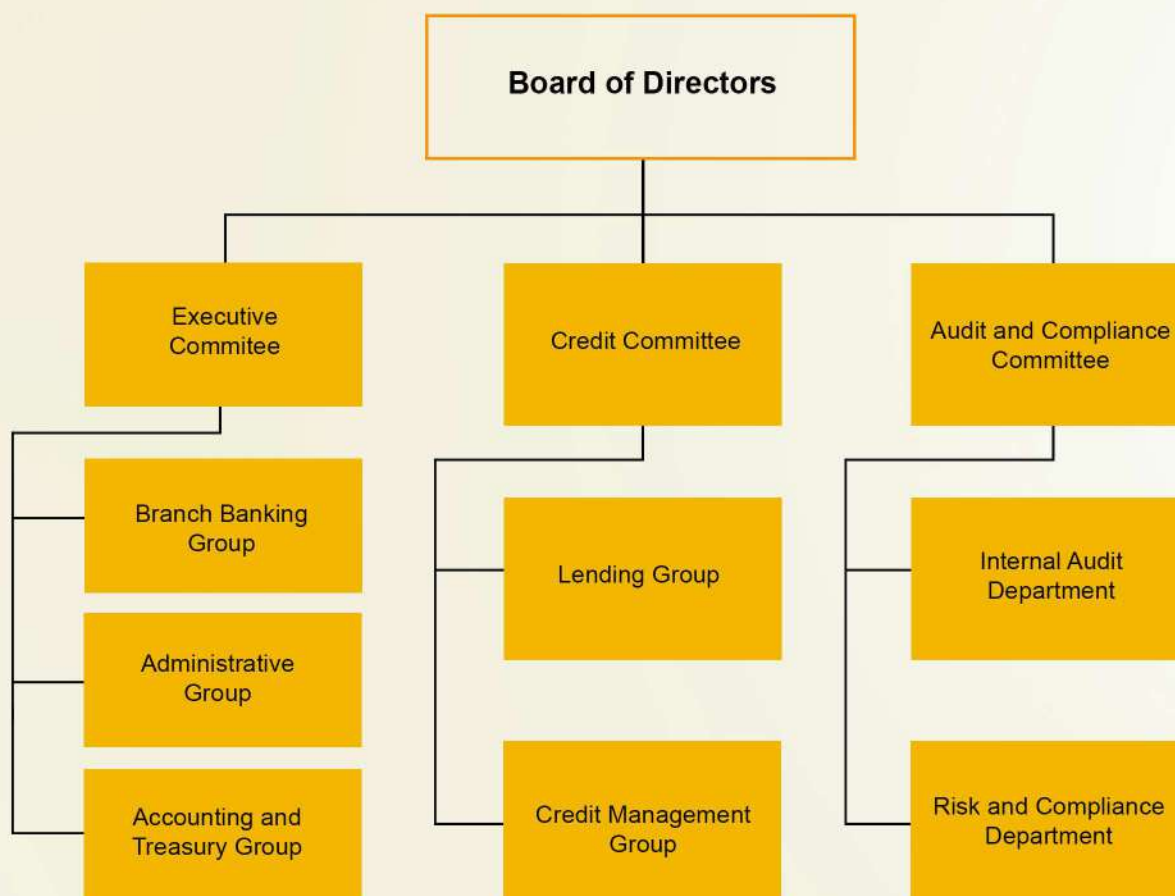 Board of Directors
Executive
Commitee
Credit Committee
Audit and Compliance
Committee
Branch Banking
Group
Lending Group
Internal Audit
Department
Administrative
Group
Accounting and
Treasury Group
Credit Management
Group
Risk and Compliance
Department